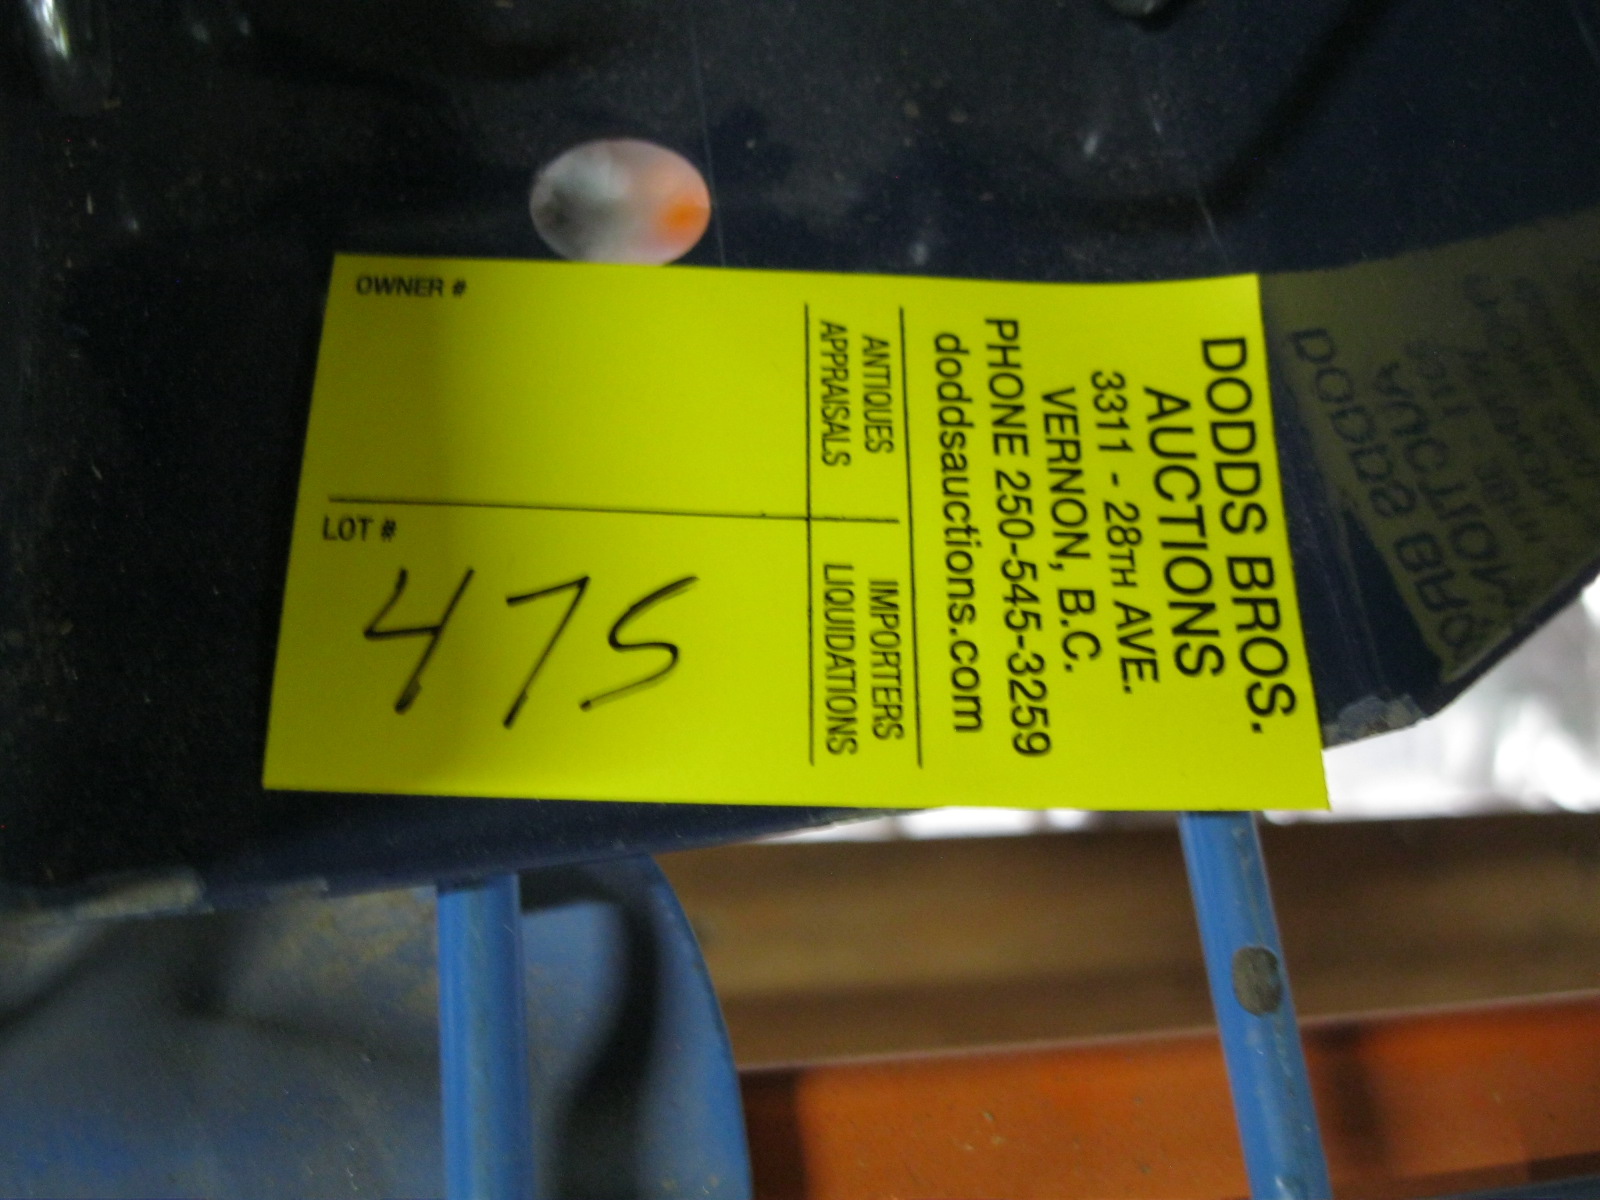 DODDS BROS.
AUCTIONS
3311 - 28TH AVE.
VERNON, B.C.
PHONE 250-545-3259
doddsauctions.com
ANTIQUES IMPORTERS
APPRAISALS LIQUIDATIONS
OWNER #
LOT #
475